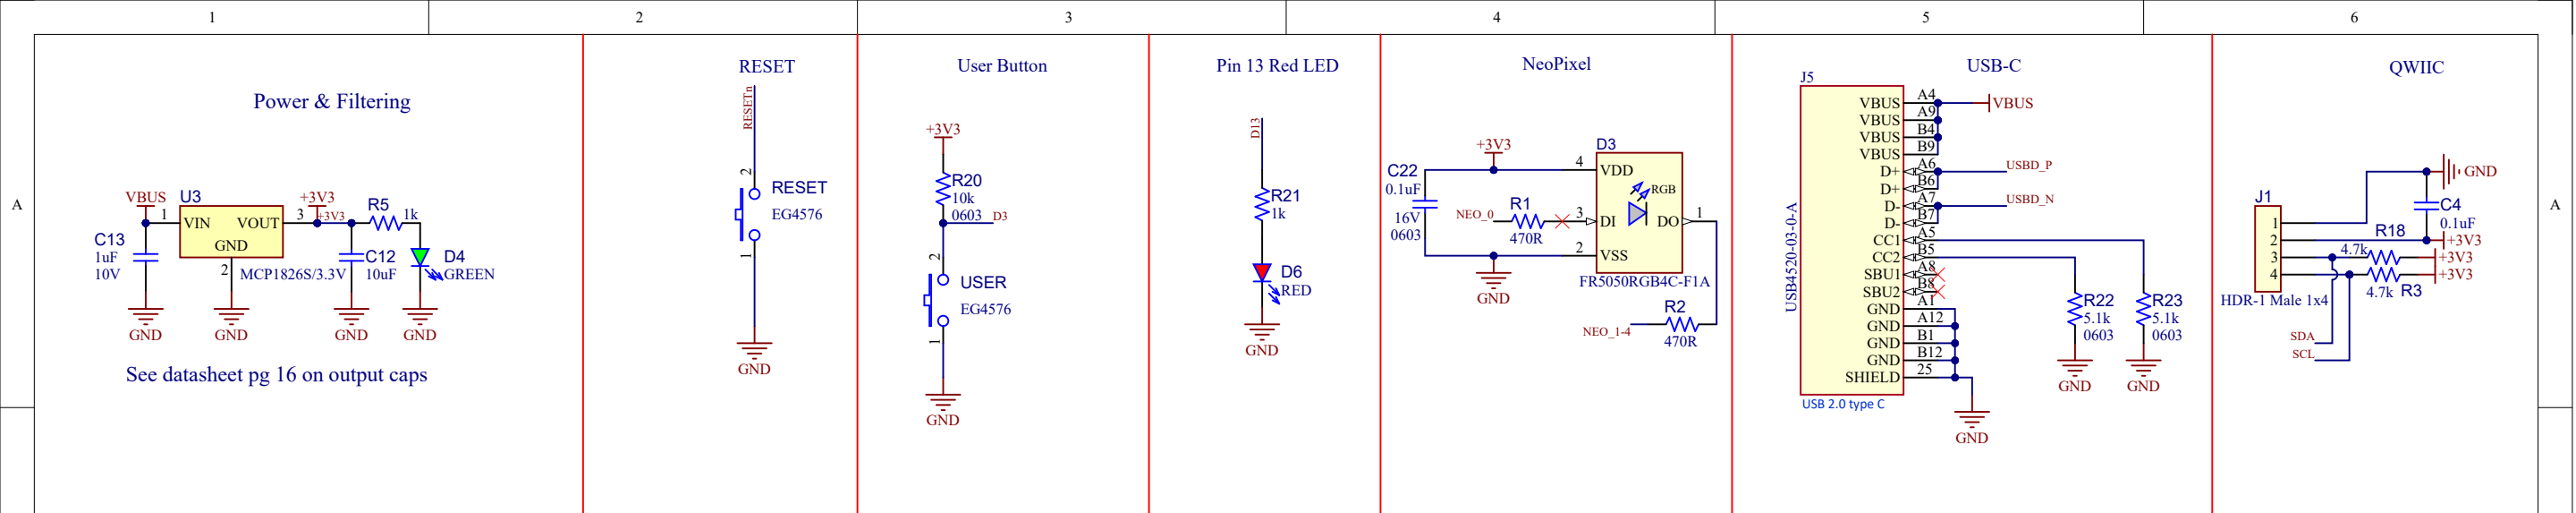 1
2
3
4
5
6
A
Power & Filtering
VBUS
U3
1
VIN
VOUT
GND
3
2
+3V3
+3V3
R5
1k
C13
1uF
10V
MCP1826S/3.3V
C12
10uF
D4
GREEN
GND
GND
GND
GND
See datasheet pg 16 on output caps
RESET
RESETn
2
RESET
EG4576
1
GND
User Button
+3V3
R20
10k
0603
D3
2
USER
EG4576
1
GND
Pin 13 Red LED
D13
R21
1k
D6
RED
GND
NeoPixel
+3V3
C22
0.1uF
16V
0603
NEO_0
R1
470R
D3
4
VDD
RGB
3
DI
DO
1
2
VSS
FR5050RGB4C-F1A
GND
R2
NEO_1-4
470R
USB-C
J5
USB4520-03-0-A
VBUS A4
VBUS A9
VBUS B4
VBUS B9
D+ A6
D+ B6
D- A7
D- B7
CC1 A5
CC2 B5
SBU1 A8
SBU2 B8
GND A1
GND A12
GND B1
GND B12
SHIELD 25
USB 2.0 type C
VBUS
USBD_P
USBD_N
R22
5.1k
0603
GND
R23
5.1k
0603
GND
GND
QWIIC
GND
J1
1
2
3
4
HDR-1 Male 1x4
C4
0.1uF
R18
4.7k
+3V3
+3V3
+3V3
4.7k
R3
SDA
SCL
A